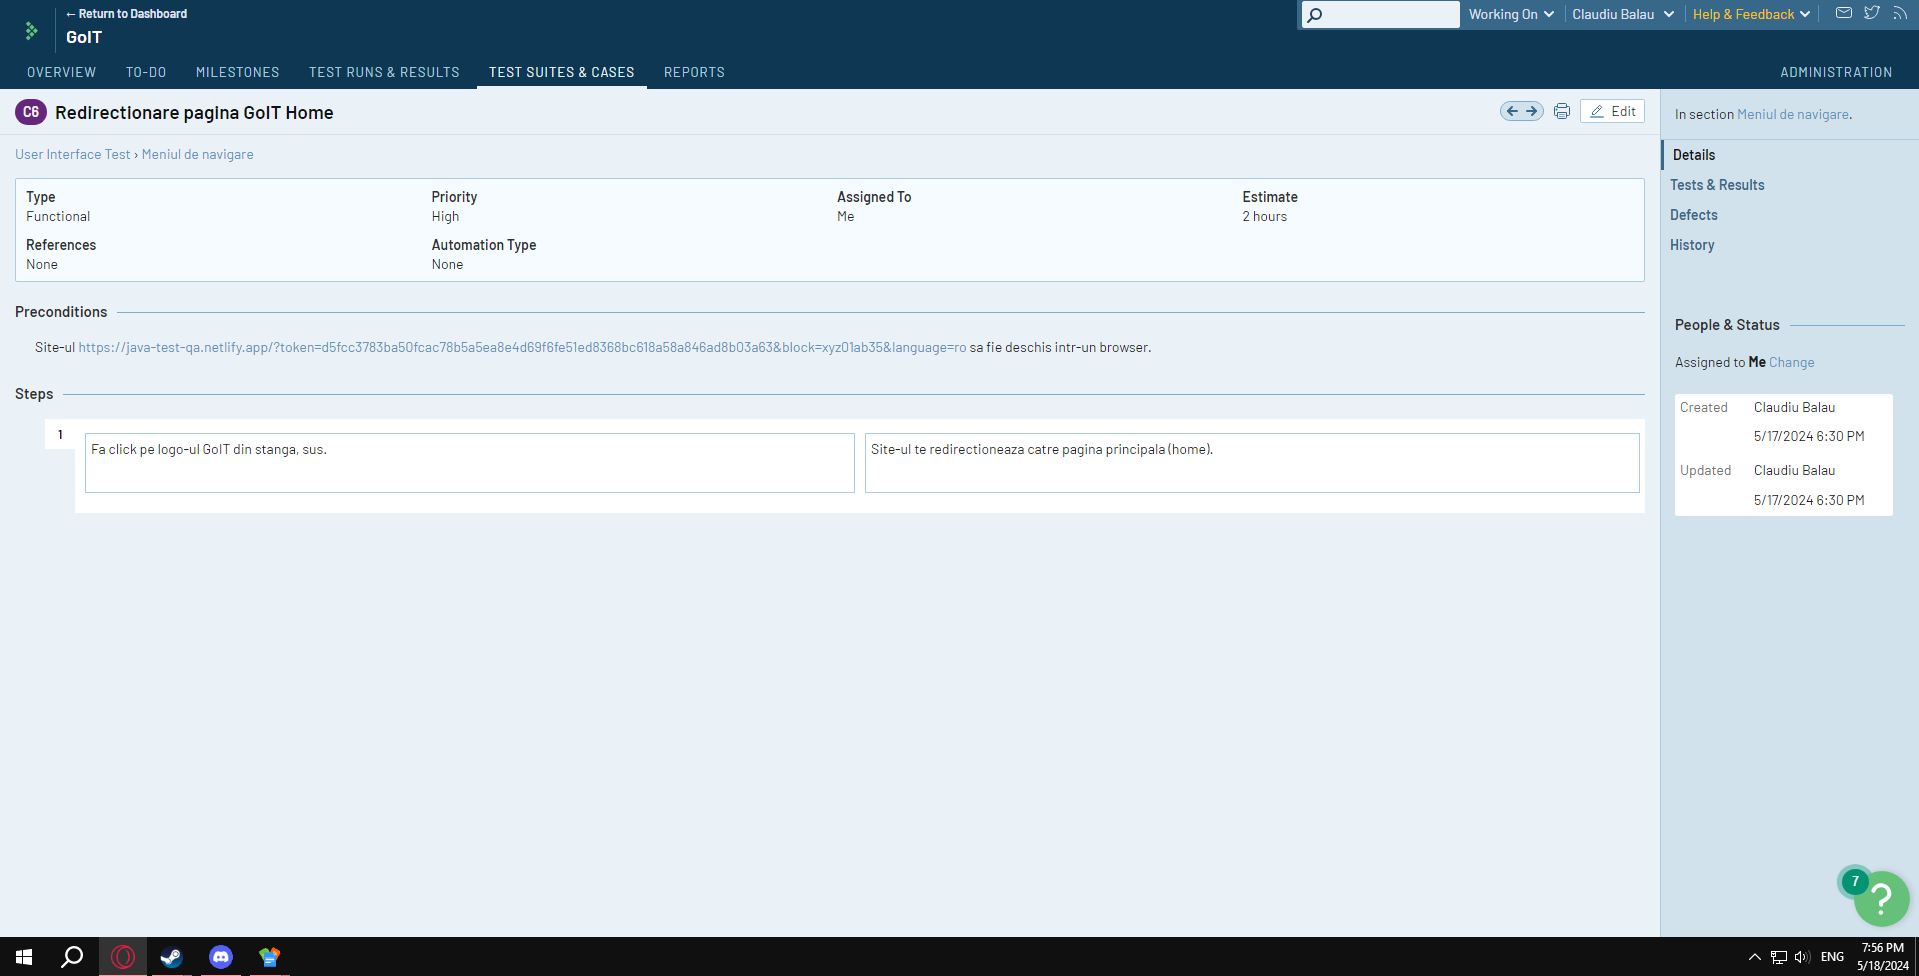 ← Return to Dashboard
GoIT
Working On
Claudiu Balau
Help & Feedback
OVERVIEW
TO-DO
MILESTONES
TEST RUNS & RESULTS
TEST SUITES & CASES
REPORTS
ADMINISTRATION
C6 Redirectionare pagina GoIT Home
Edit
User Interface Test › Meniul de navigare
Type
Functional
Priority
High
Assigned To
Me
Estimate
2 hours
References
None
Automation Type
None
Preconditions
Site-ul https://java-test-qa.netlify.app/?token=d5fcc3783ba50fcac78b5a5ea8e4d69f6fe51ed8368bc618a58a846ad8b03a63&block=xyz01ab35&language=ro sa fie deschis intr-un browser.
Steps
1
Fa click pe logo-ul GoIT din stanga, sus.
Site-ul te redirectioneaza catre pagina principala (home).
In section Meniul de navigare.
Details
Tests & Results
Defects
History
People & Status
Assigned to Me Change
Created Claudiu Balau
5/17/2024 6:30 PM
Updated Claudiu Balau
5/17/2024 6:30 PM
7
?
ENG
7:56 PM
5/18/2024